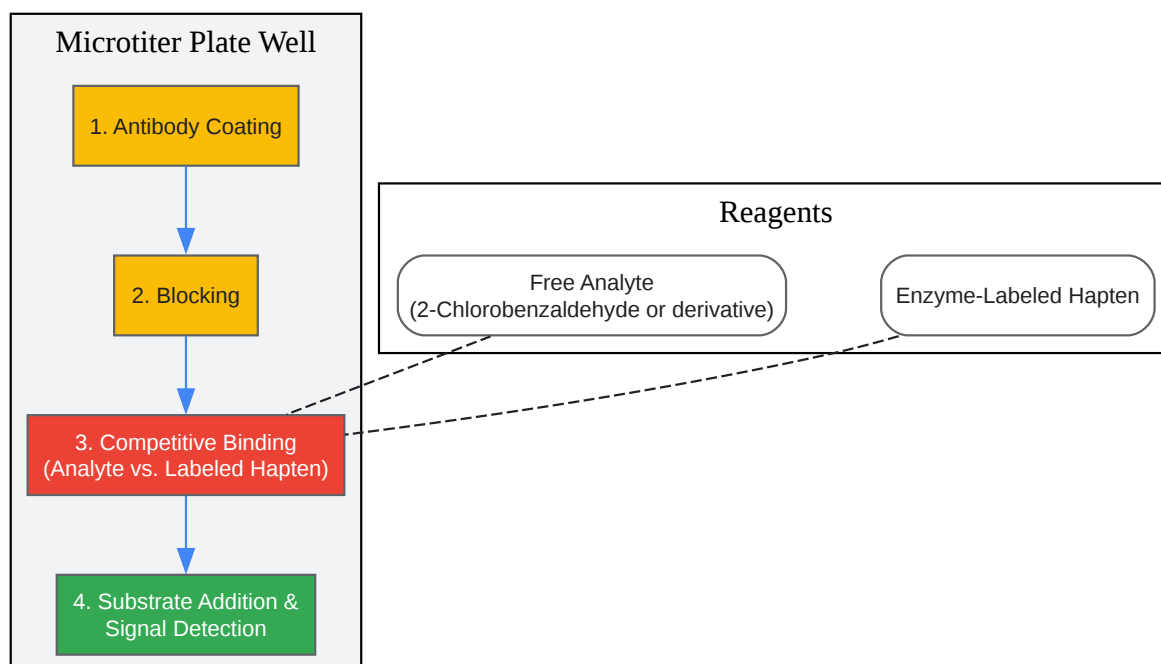 Microtiter Plate Well
1. Antibody Coating
2. Blocking
3. Competitive Binding
(Analyte vs. Labeled Hapten)
4. Substrate Addition &
Signal Detection
Reagents
Free Analyte
(2-Chlorobenzaldehyde or derivative)
Enzyme-Labeled Hapten